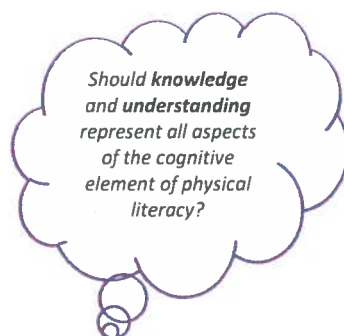 Should knowledge
and understanding
represent all aspects
of the cognitive
element of physical
literacy?